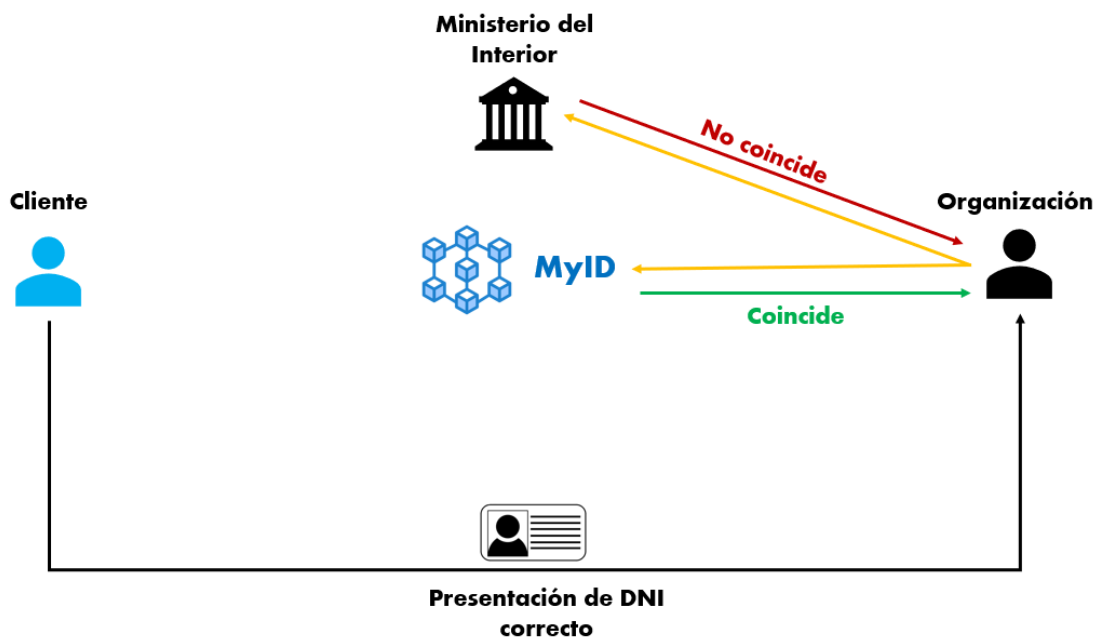 Ministerio del
Interior
No coincide
Cliente
Organización
MyID
Coincide
Presentación de DNI
correcto